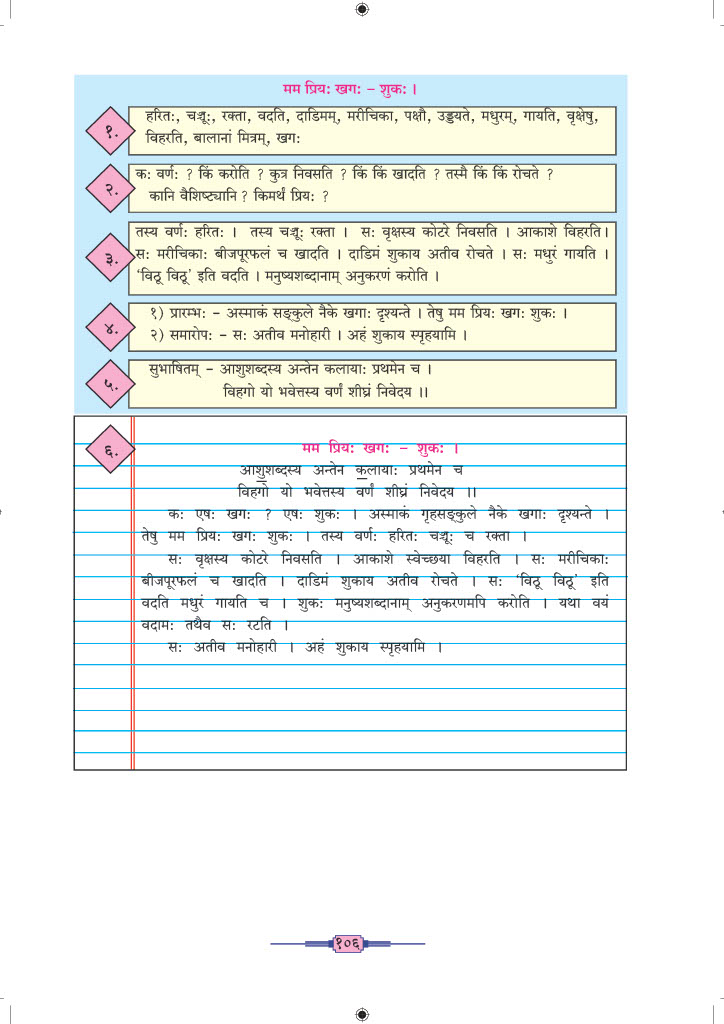 मम प्रियः खगः - शुकः ।
१.
हरितः, चञ्चूः, रक्ता, वदति, दाडिमम्, मरीचिका, पक्षौ, उड्डयते, मधुरम्, गायति, वृक्षेषु,
विहरति, बालानां मित्रम्, खगः
२.
कः वर्णः ? किं करोति ? कुत्र निवसति ? किं किं खादति ? तस्मै किं किं रोचते ?
कानि वैशिष्ट्यानि ? किमर्थं प्रियः ?
३.
तस्य वर्णः हरितः । तस्य चञ्चूः रक्ता । सः वृक्षस्य कोटरे निवसति । आकाशे विहरति।
सः मरीचिकाः बीजपूरफलं च खादति । दाडिमं शुकाय अतीव रोचते । सः मधुरं गायति ।
‘विठू विठू’ इति वदति । मनुष्यशब्दानाम् अनुकरणं करोति ।
४.
१) प्रारम्भः - अस्माकं सङ्कुले नैके खगाः दृश्यन्ते । तेषु मम प्रियः खगः शुकः ।
२) समारोपः - सः अतीव मनोहारी । अहं शुकाय स्पृहयामि ।
५.
सुभाषितम् - आशुशब्दस्य अन्तेन कलायाः प्रथमेन च ।
विहगो यो भवेत्तस्य वर्णं शीघ्रं निवेदय ।।
६.
मम प्रियः खगः - शुकः ।
आशुशब्दस्य अन्तेन कलायाः प्रथमेन च
विहगो यो भवेत्तस्य वर्णं शीघ्रं निवेदय ।।
कः एषः खगः ? एषः शुकः । अस्माकं गृहसङ्कुले नैके खगाः दृश्यन्ते ।
तेषु मम प्रियः खगः शुकः । तस्य वर्णः हरितः चञ्चूः च रक्ता ।
सः वृक्षस्य कोटरे निवसति । आकाशे स्वेच्छया विहरति । सः मरीचिकाः
बीजपूरफलं च खादति । दाडिमं शुकाय अतीव रोचते । सः ‘विठू विठू’ इति
वदति मधुरं गायति च । शुकः मनुष्यशब्दानाम् अनुकरणमपि करोति । यथा वयं
वदामः तथैव सः रटति ।
सः अतीव मनोहारी । अहं शुकाय स्पृहयामि ।
१०६